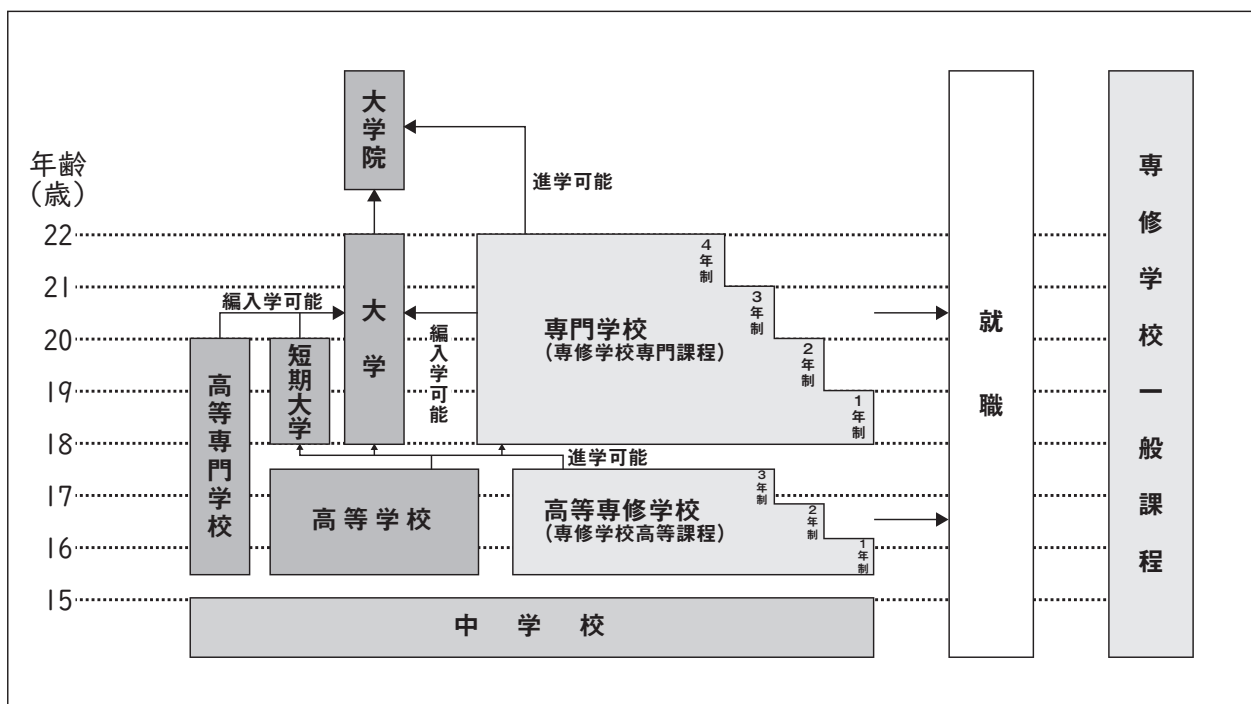 大学院
年齢
(歳)
進学可能
22
21
20
19
18
17
16
15
4年制
3年制
2年制
1年制
編入学可能
大学
編入学可能
専門学校
(専修学校専門課程)
短期大学
高等専門学校
進学可能
高等学校
高等専修学校
(専修学校高等課程)
3年制
2年制
1年制
中学校
就職
専修学校一般課程